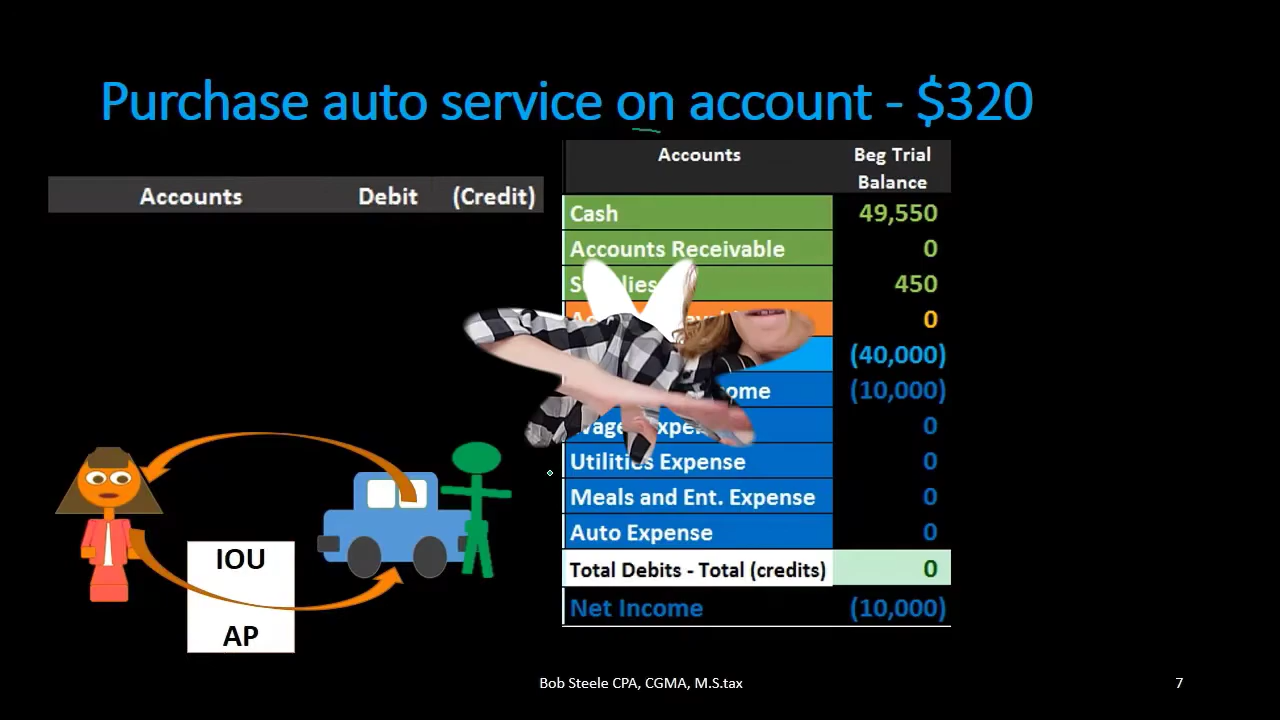 Purchase auto service on account - $320
Accounts Debit (Credit)
Accounts Beg Trial Balance
Cash 49,550
Accounts Receivable 0
450
0
(40,000)
(10,000)
0
Utilities Expense 0
Meals and Ent. Expense 0
Auto Expense 0
Total Debits - Total (credits) 0
Net Income (10,000)
IOU
AP
Bob Steele CPA, CGMA, M.S.tax
7